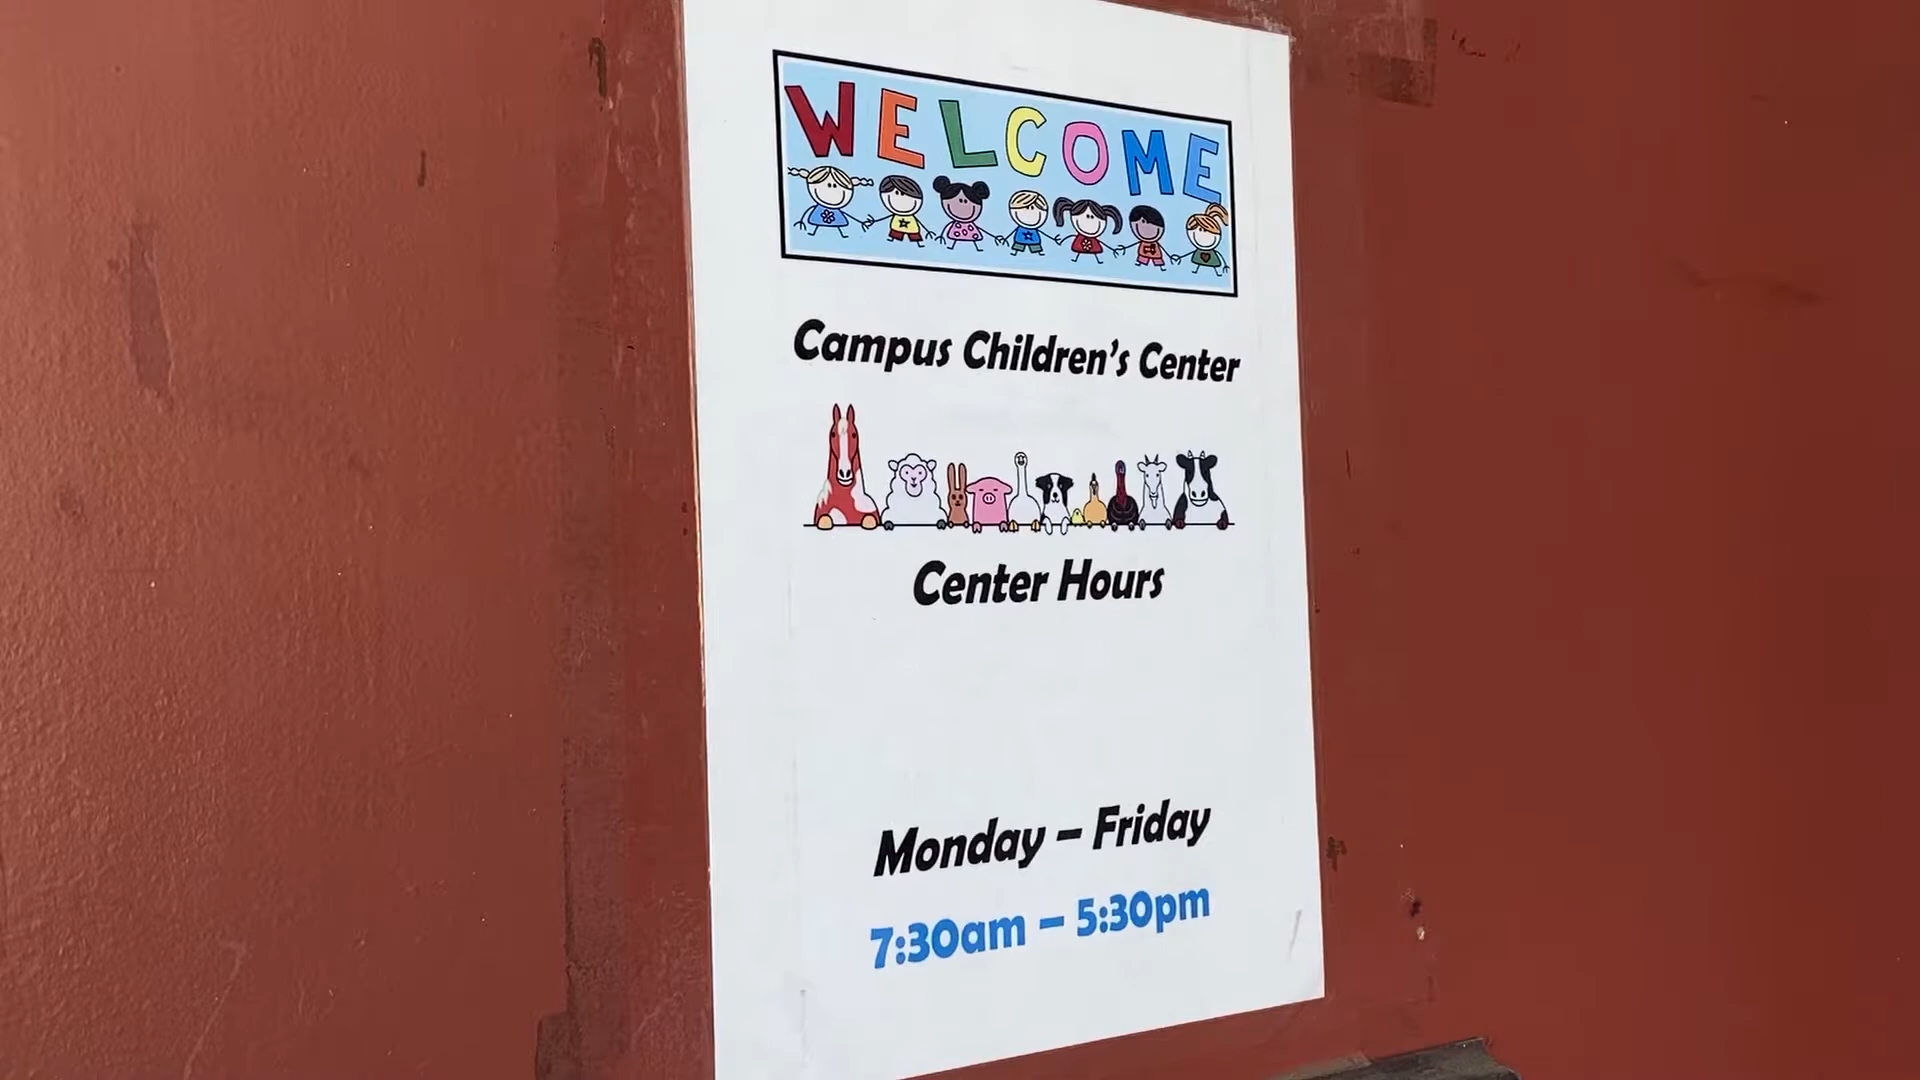 WELCOME
Campus Children's Center
Center Hours
Monday – Friday
7:30am – 5:30pm